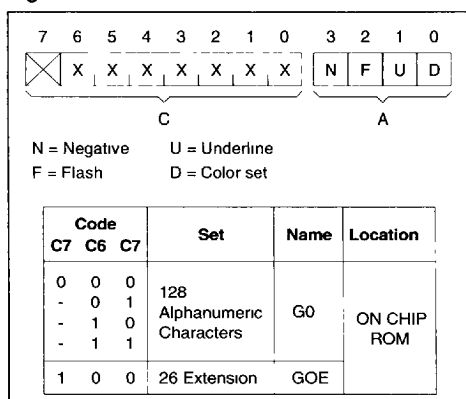 7 6 5 4 3 2 1 0 3 2 1 0
X X X X X X X N F U D
C A
N = Negative U = Underline
F = Flash D = Color set
Code Set Name Location
C7 C6 C7
0 0 0 128 Alphanumeric Characters G0 ON CHIP ROM
- 0 1
- 1 0
- 1 1
1 0 0 26 Extension GOE